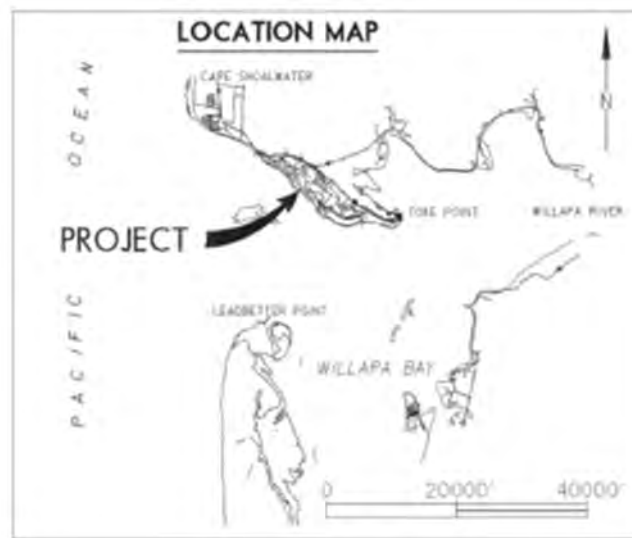 LOCATION MAP
CAPE SHOALWATER
N
OCEAN
TOKE POINT
WILLAPA RIVER
PROJECT
PACIFIC
LEADBETTER POINT
WILLAPA BAY
0
20000'
40000'